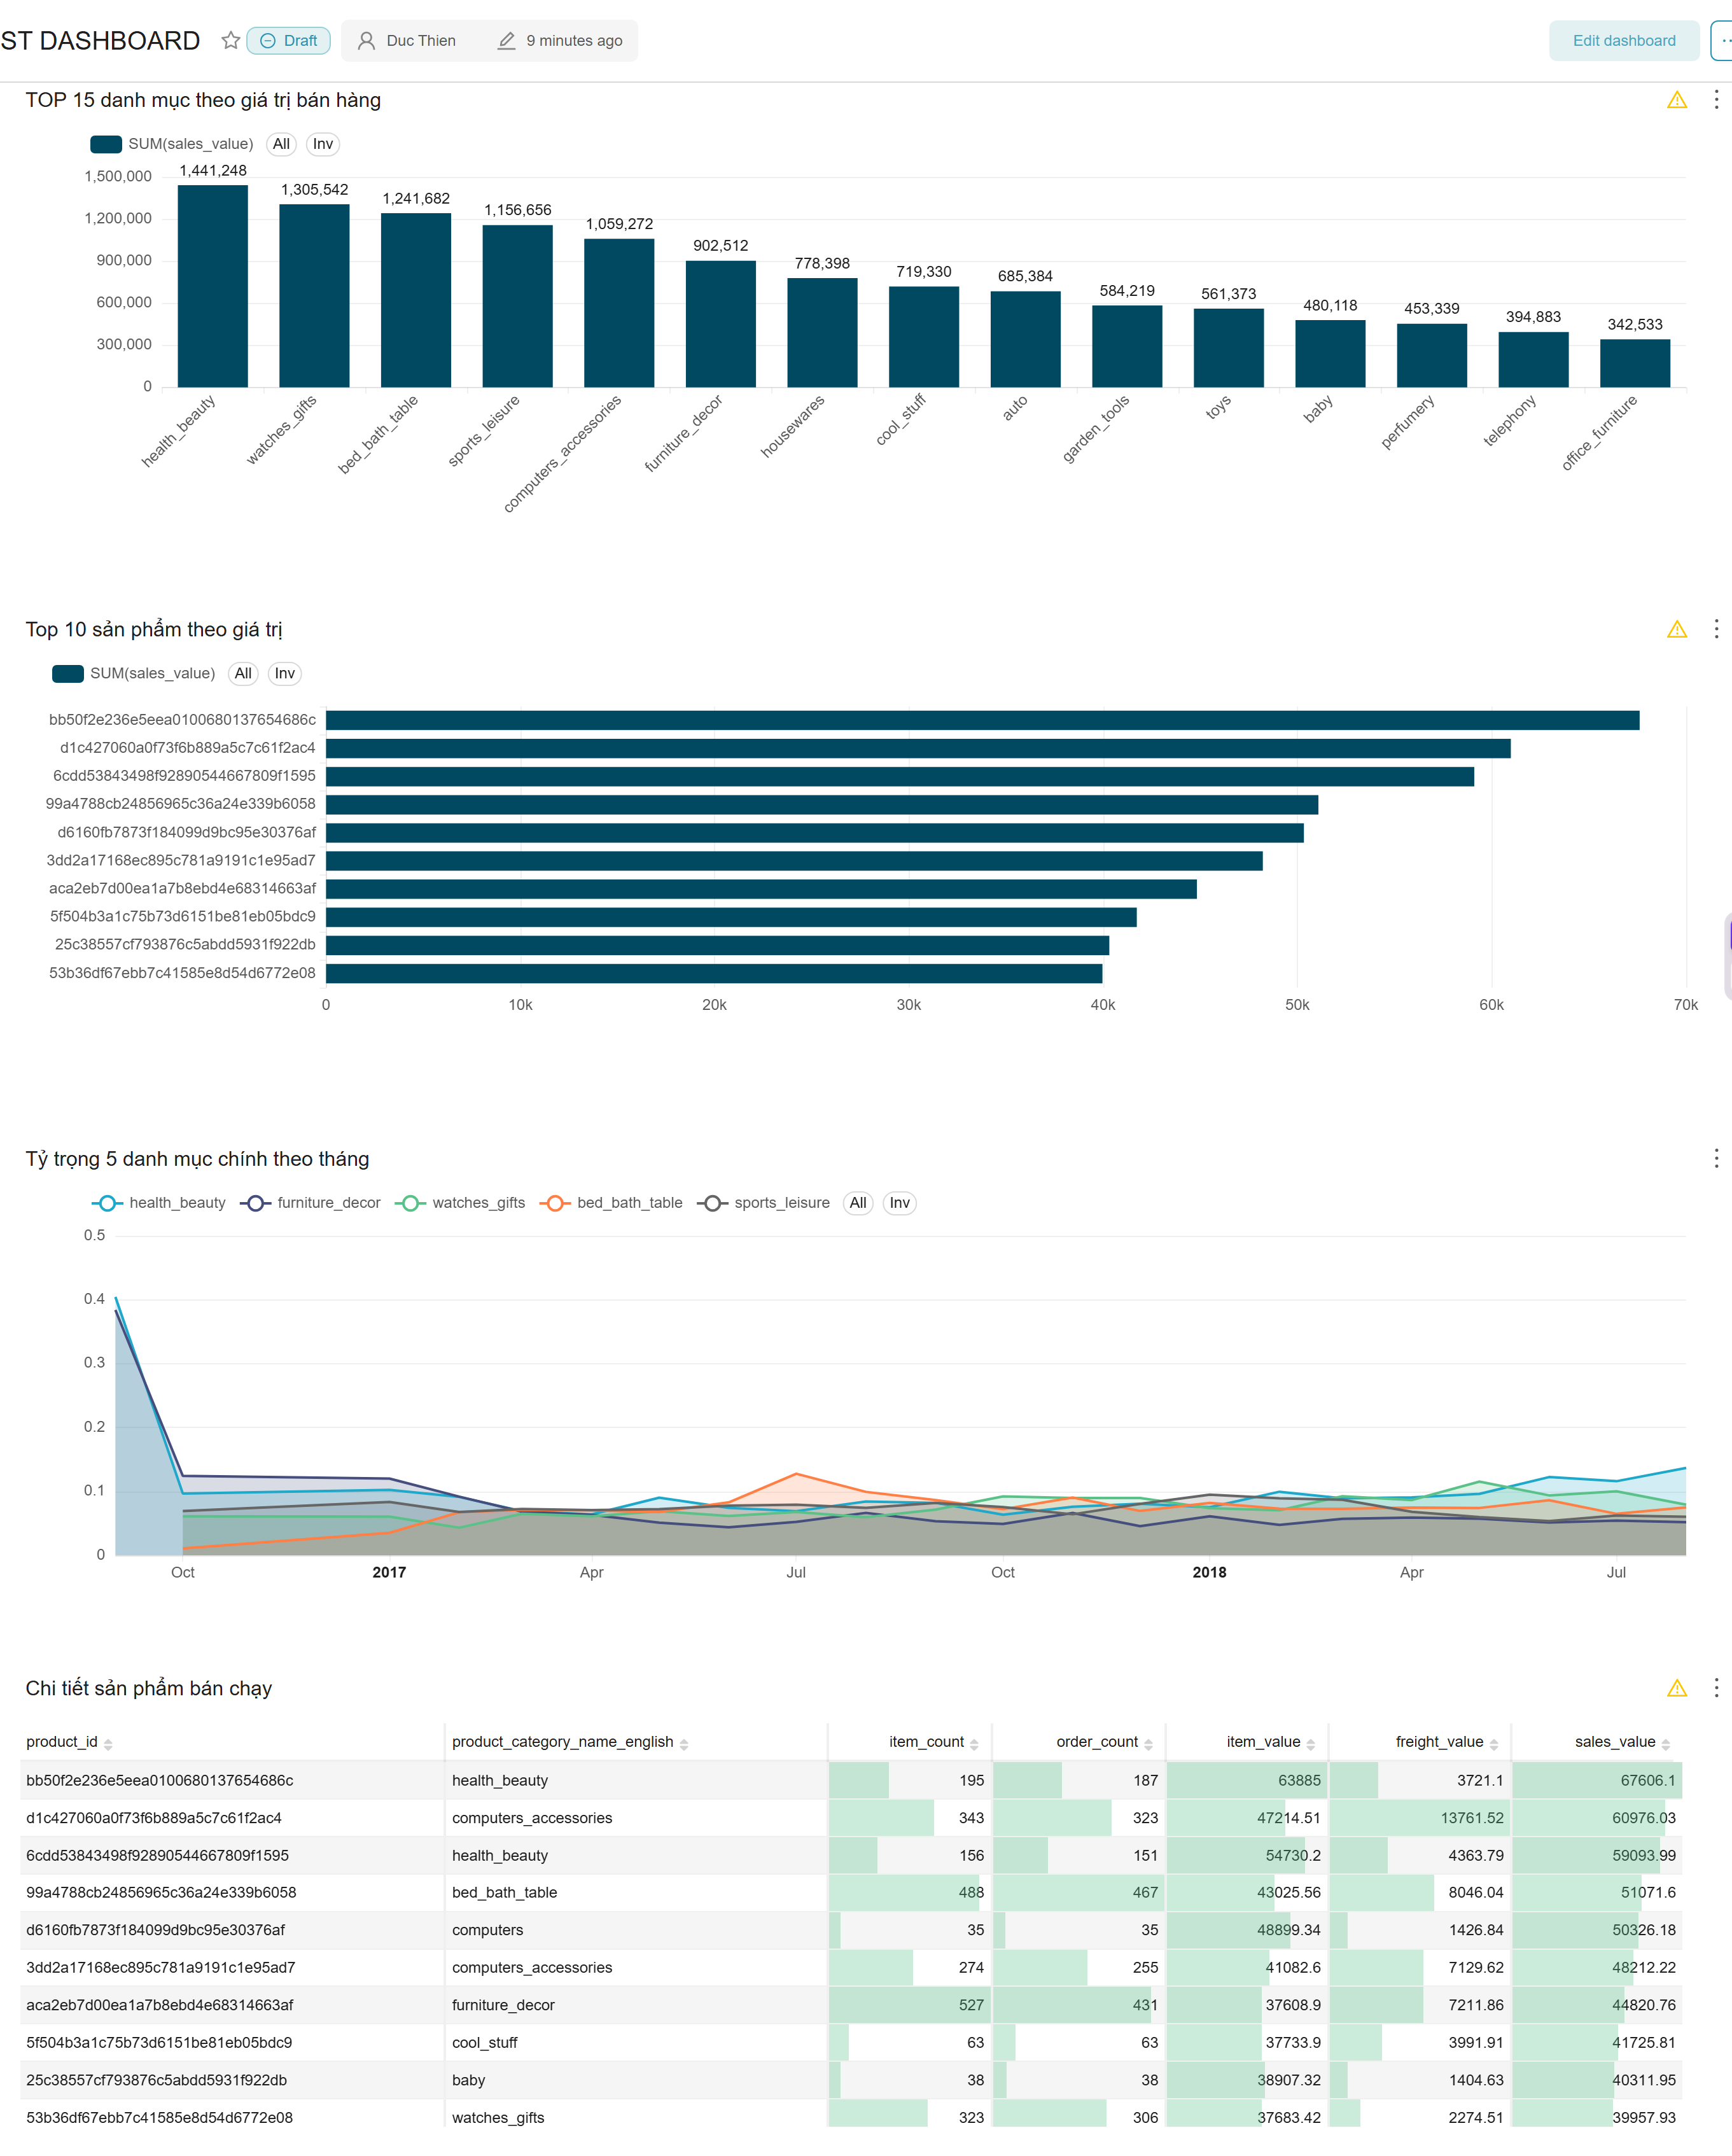 ST DASHBOARD Draft Duc Thien 9 minutes ago Edit dashboard
TOP 15 danh mục theo giá trị bán hàng
SUM(sales_value) All Inv
1,441,248 1,305,542 1,241,682 1,156,656 1,059,272 902,512 778,398 719,330 685,384 584,219 561,373 480,118 453,339 394,883 342,533
1,500,000
1,200,000
900,000
600,000
300,000
0
health_beauty watches_gifts bed_bath_table sports_leisure computers_accessories furniture_decor housewares cool_stuff auto garden_tools toys baby perfumery telephony office_furniture
Top 10 sản phẩm theo giá trị
SUM(sales_value) All Inv
bb50f2e236e5eea0100680137654686c
d1c427060a0f73f6b889a5c7c61f2ac4
6cdd53843498f92890544667809f1595
99a4788cb24856965c36a24e339b6058
d6160fb7873f184099d9bc95e30376af
3dd2a17168ec895c781a9191c1e95ad7
aca2eb7d00ea1a7b8ebd4e68314663af
5f504b3a1c75b73d6151be81eb05bdc9
25c38557cf793876c5abdd5931f922db
53b36df67ebb7c41585e8d54d6772e08
0 10k 20k 30k 40k 50k 60k 70k
Tỷ trọng 5 danh mục chính theo tháng
health_beauty furniture_decor watches_gifts bed_bath_table sports_leisure All Inv
0.5
0.4
0.3
0.2
0.1
0
Oct 2017 Apr Jul Oct 2018 Apr Jul
Chi tiết sản phẩm bán chạy
product_id product_category_name_english item_count order_count item_value freight_value sales_value
bb50f2e236e5eea0100680137654686c health_beauty 195 187 63885 3721.1 67606.1
d1c427060a0f73f6b889a5c7c61f2ac4 computers_accessories 343 323 47214.51 13761.52 60976.03
6cdd53843498f92890544667809f1595 health_beauty 156 151 54730.2 4363.79 59093.99
99a4788cb24856965c36a24e339b6058 bed_bath_table 488 467 43025.56 8046.04 51071.6
d6160fb7873f184099d9bc95e30376af computers 35 35 48899.34 1426.84 50326.18
3dd2a17168ec895c781a9191c1e95ad7 computers_accessories 274 255 41082.6 7129.62 48212.22
aca2eb7d00ea1a7b8ebd4e68314663af furniture_decor 527 431 37608.9 7211.86 44820.76
5f504b3a1c75b73d6151be81eb05bdc9 cool_stuff 63 63 37733.9 3991.91 41725.81
25c38557cf793876c5abdd5931f922db baby 38 38 38907.32 1404.63 40311.95
53b36df67ebb7c41585e8d54d6772e08 watches_gifts 323 306 37683.42 2274.51 39957.93